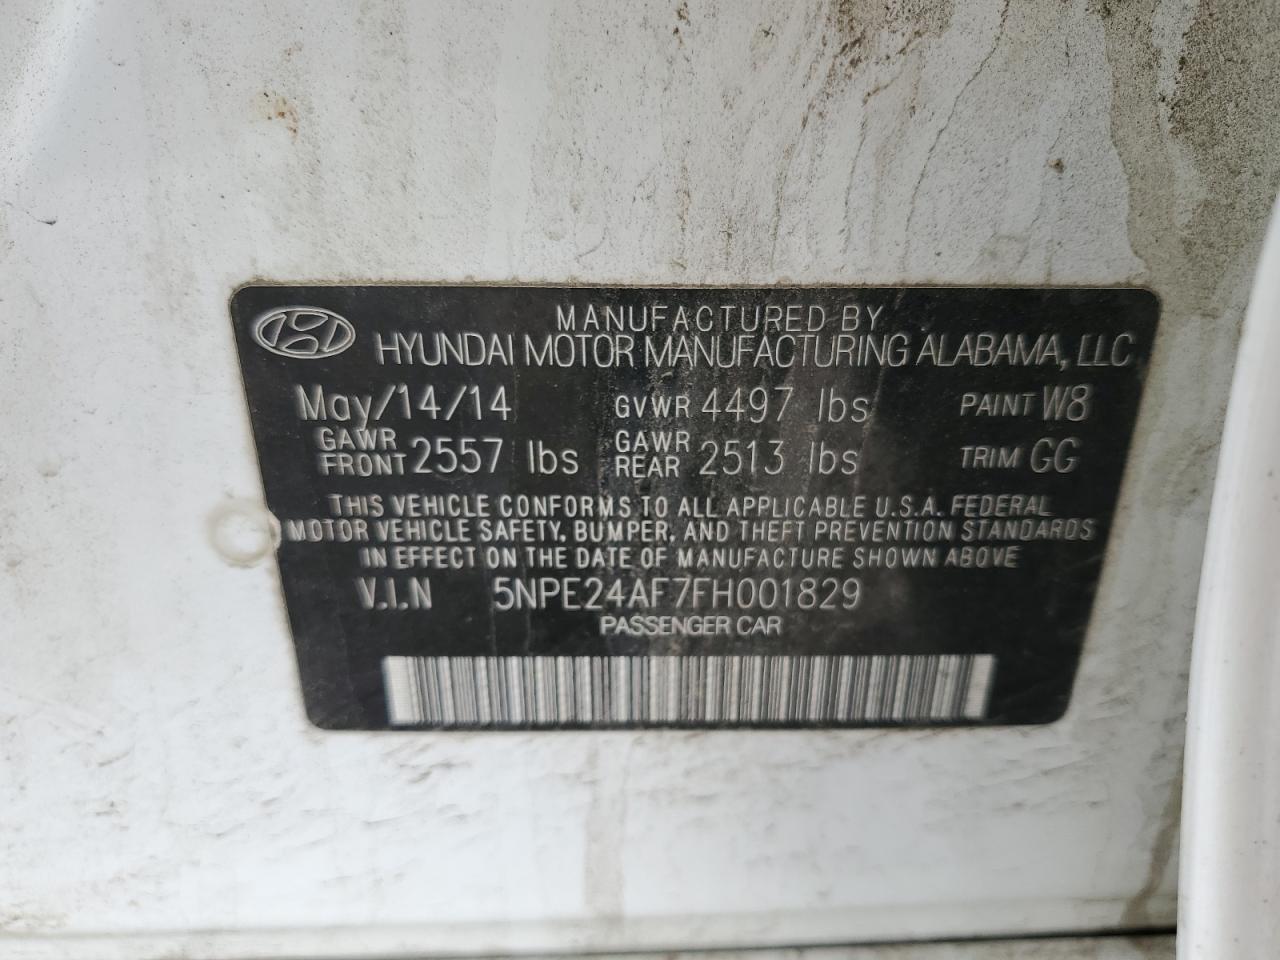 MANUFACTURED BY
HYUNDAI MOTOR MANUFACTURING ALABAMA, LLC
May/14/14 GVWR 4497 lbs PAINT W8
GAWR FRONT 2557 lbs GAWR REAR 2513 lbs TRIM GG
THIS VEHICLE CONFORMS TO ALL APPLICABLE U.S.A. FEDERAL
MOTOR VEHICLE SAFETY, BUMPER, AND THEFT PREVENTION STANDARDS
IN EFFECT ON THE DATE OF MANUFACTURE SHOWN ABOVE
V.I.N 5NPE24AF7FH001829
PASSENGER CAR